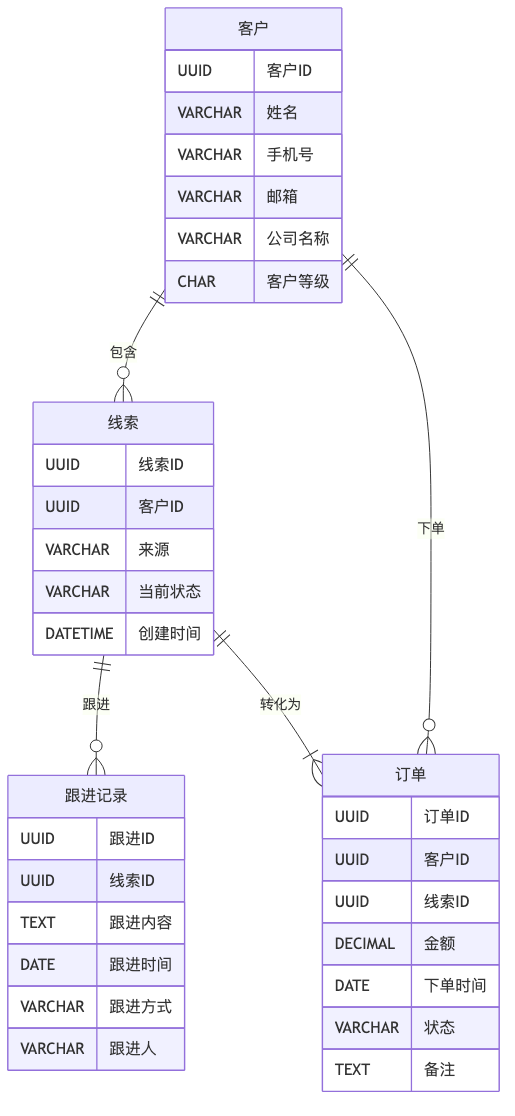 客户
UUID 客户ID
VARCHAR 姓名
VARCHAR 手机号
VARCHAR 邮箱
VARCHAR 公司名称
CHAR 客户等级
包含
线索
UUID 线索ID
UUID 客户ID
VARCHAR 来源
VARCHAR 当前状态
DATETIME 创建时间
下单
跟进
转化为
跟进记录
UUID 跟进ID
UUID 线索ID
TEXT 跟进内容
DATE 跟进时间
VARCHAR 跟进方式
VARCHAR 跟进人
订单
UUID 订单ID
UUID 客户ID
UUID 线索ID
DECIMAL 金额
DATE 下单时间
VARCHAR 状态
TEXT 备注